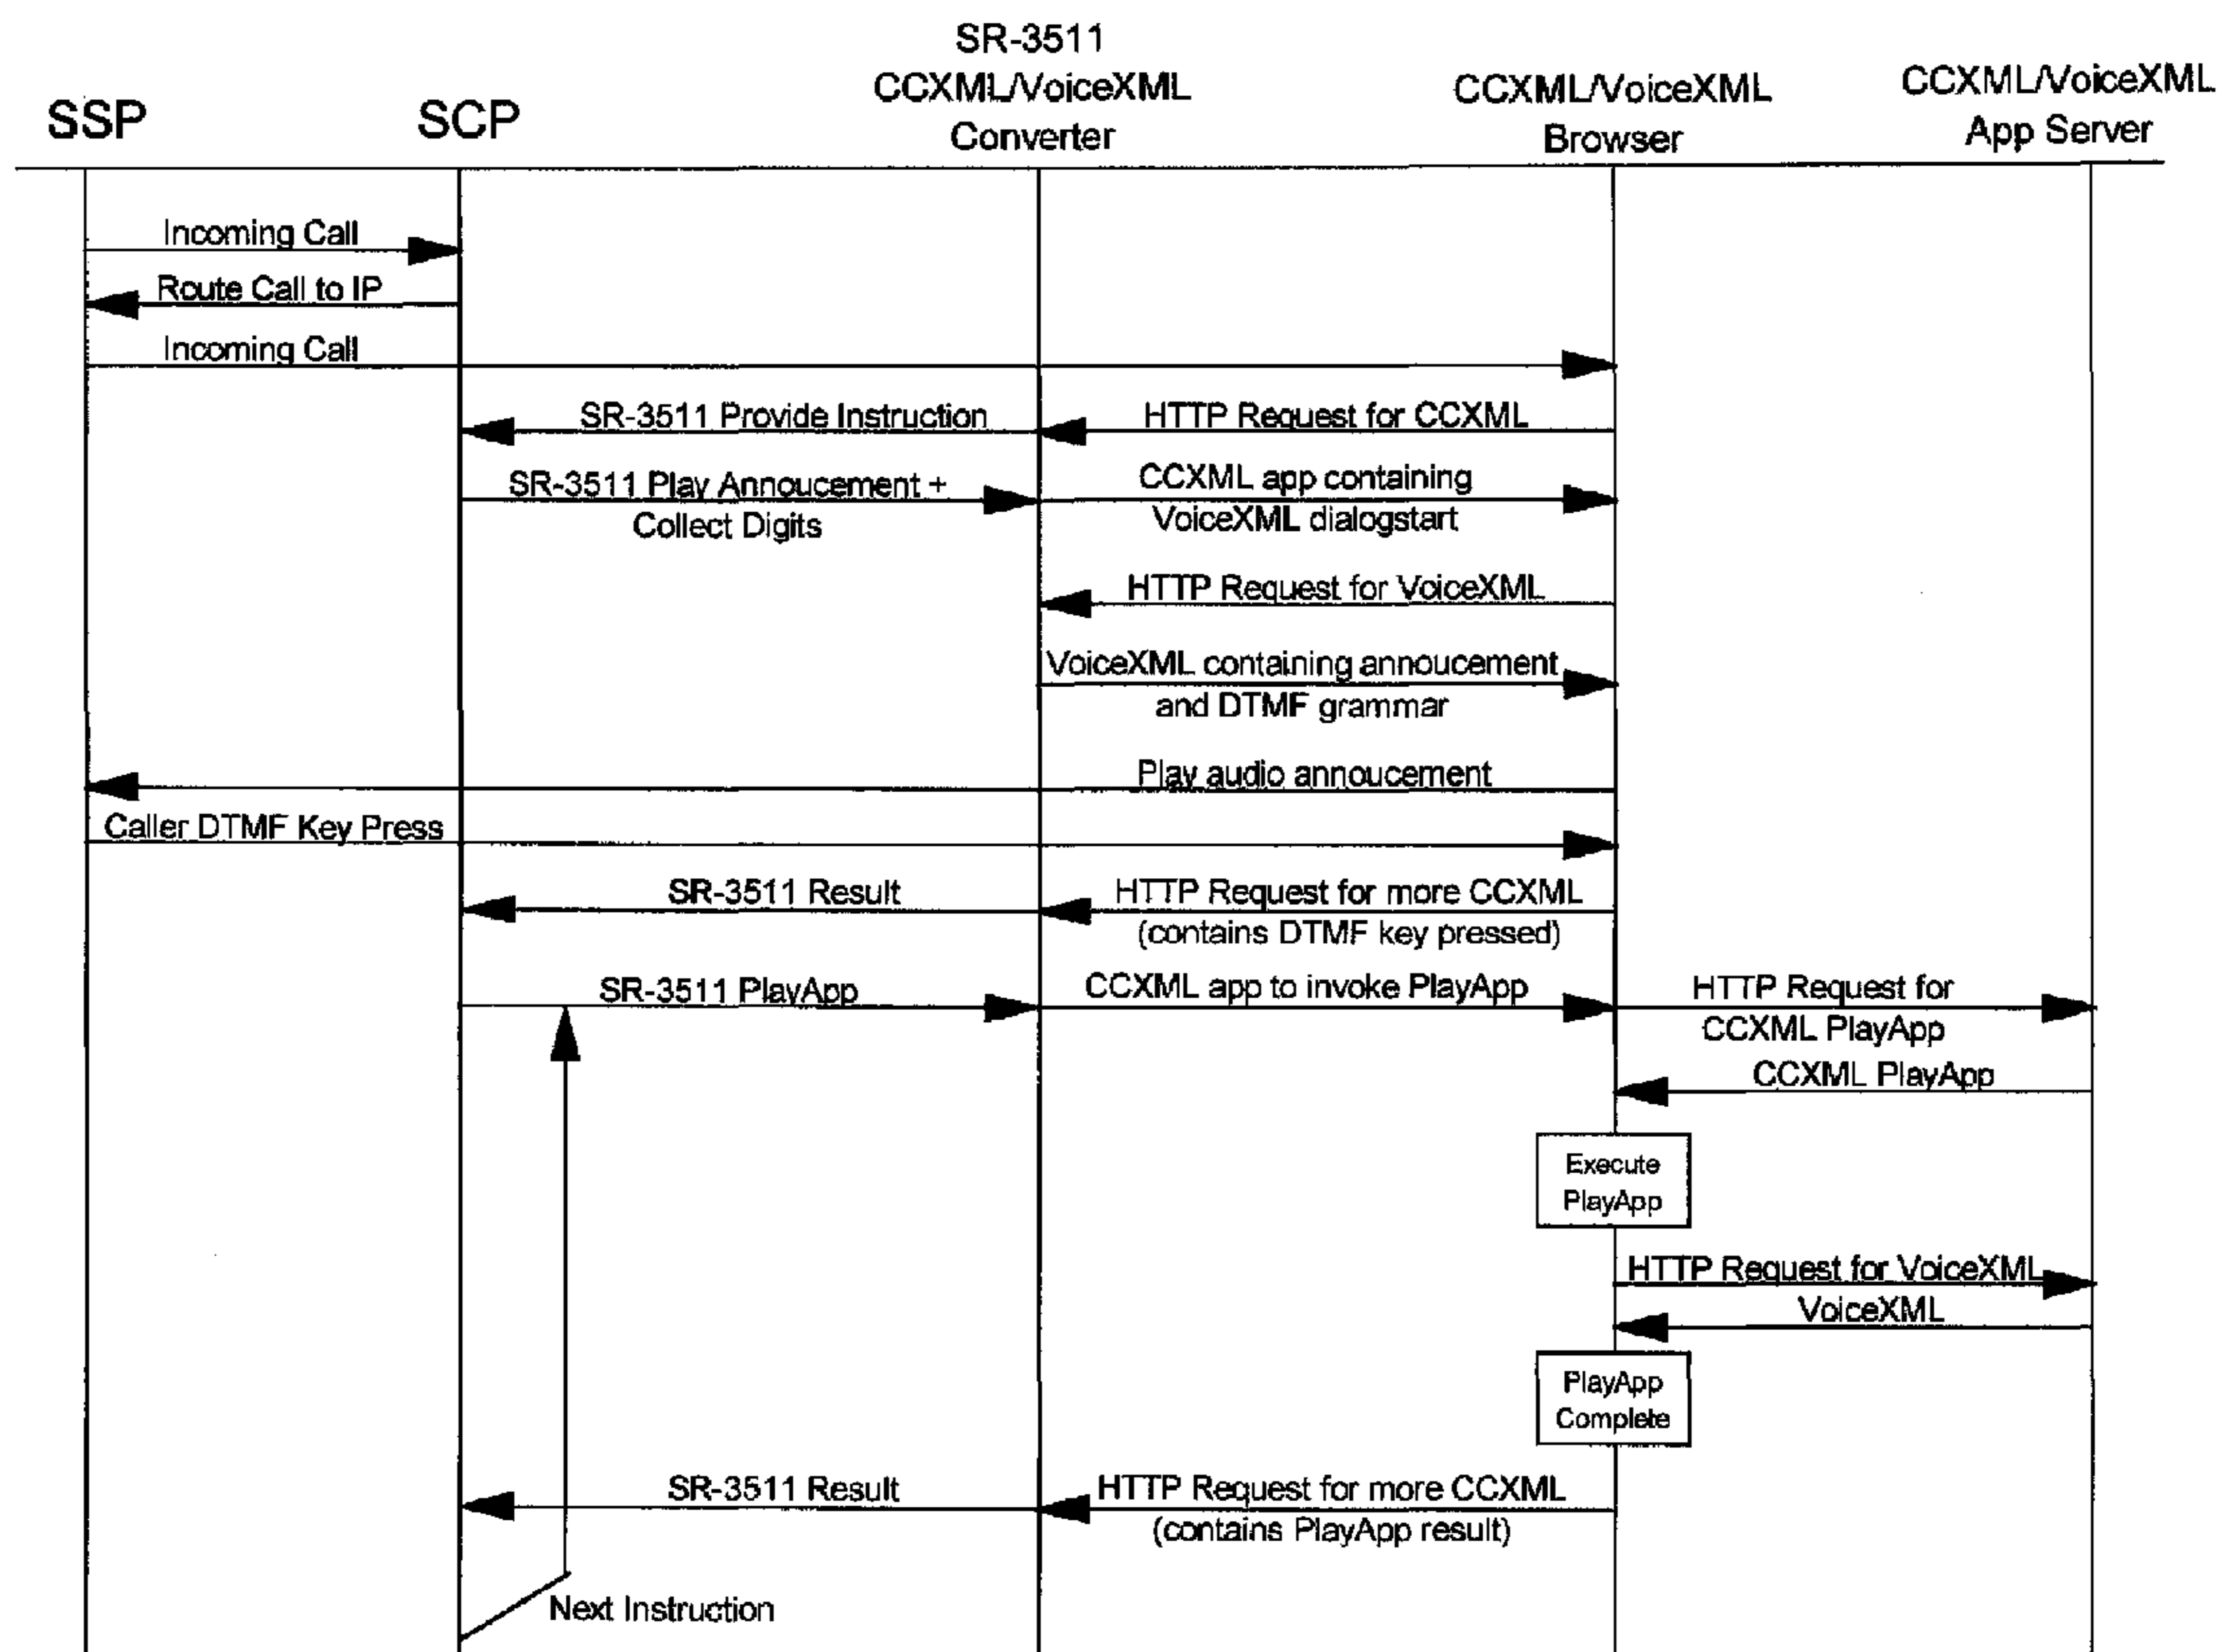 SSP
SCP
SR-3511
CCXML/VoiceXML
Converter
CCXML/VoiceXML
Browser
CCXML/VoiceXML
App Server
Incoming Call
Route Call to IP
Incoming Call
SR-3511 Provide Instruction
HTTP Request for CCXML
SR-3511 Play Annoucement +
Collect Digits
CCXML app containing
VoiceXML dialogstart
HTTP Request for VoiceXML
VoiceXML containing annoucement
and DTMF grammar
Play audio annoucement
Caller DTMF Key Press
SR-3511 Result
HTTP Request for more CCXML
(contains DTMF key pressed)
SR-3511 PlayApp
CCXML app to invoke PlayApp
HTTP Request for
CCXML PlayApp
CCXML PlayApp
Execute
PlayApp
HTTP Request for VoiceXML
VoiceXML
PlayApp
Complete
SR-3511 Result
HTTP Request for more CCXML
(contains PlayApp result)
Next Instruction